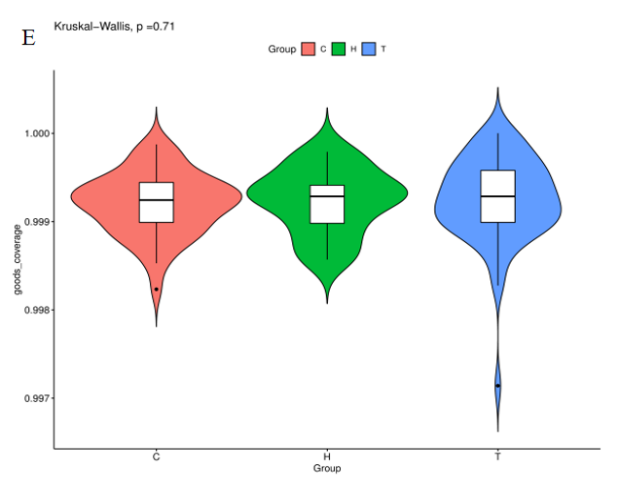 E
Kruskal−Wallis, p =0.71
Group C H T
goods_coverage
1.000
0.999
0.998
0.997
C H T
Group